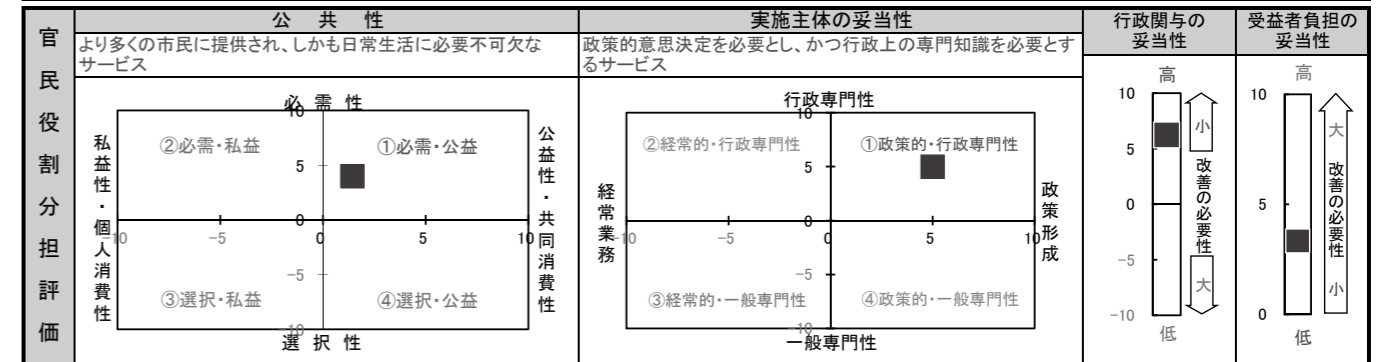 官民役割分担評価
公共性
より多くの市民に提供され、しかも日常生活に必要不可欠な
サービス
必需性
10
②必需・私益
①必需・公益
5
私益性・個人消費性
公益性・共同消費性
0
-10
-5
0
5
10
-5
③選択・私益
④選択・公益
-10
選択性
実施主体の妥当性
政策的意思決定を必要とし、かつ行政上の専門知識を必要とす
るサービス
行政専門性
10
②経常的・行政専門性
①政策的・行政専門性
5
経常業務
政策形成
0
-10
-5
0
5
10
-5
③経常的・一般専門性
④政策的・一般専門性
-10
一般専門性
行政関与の
妥当性
高
10
5
0
-5
-10
低
小
改善の必要性
大
受益者負担の
妥当性
高
10
5
0
低
大
改善の必要性
小